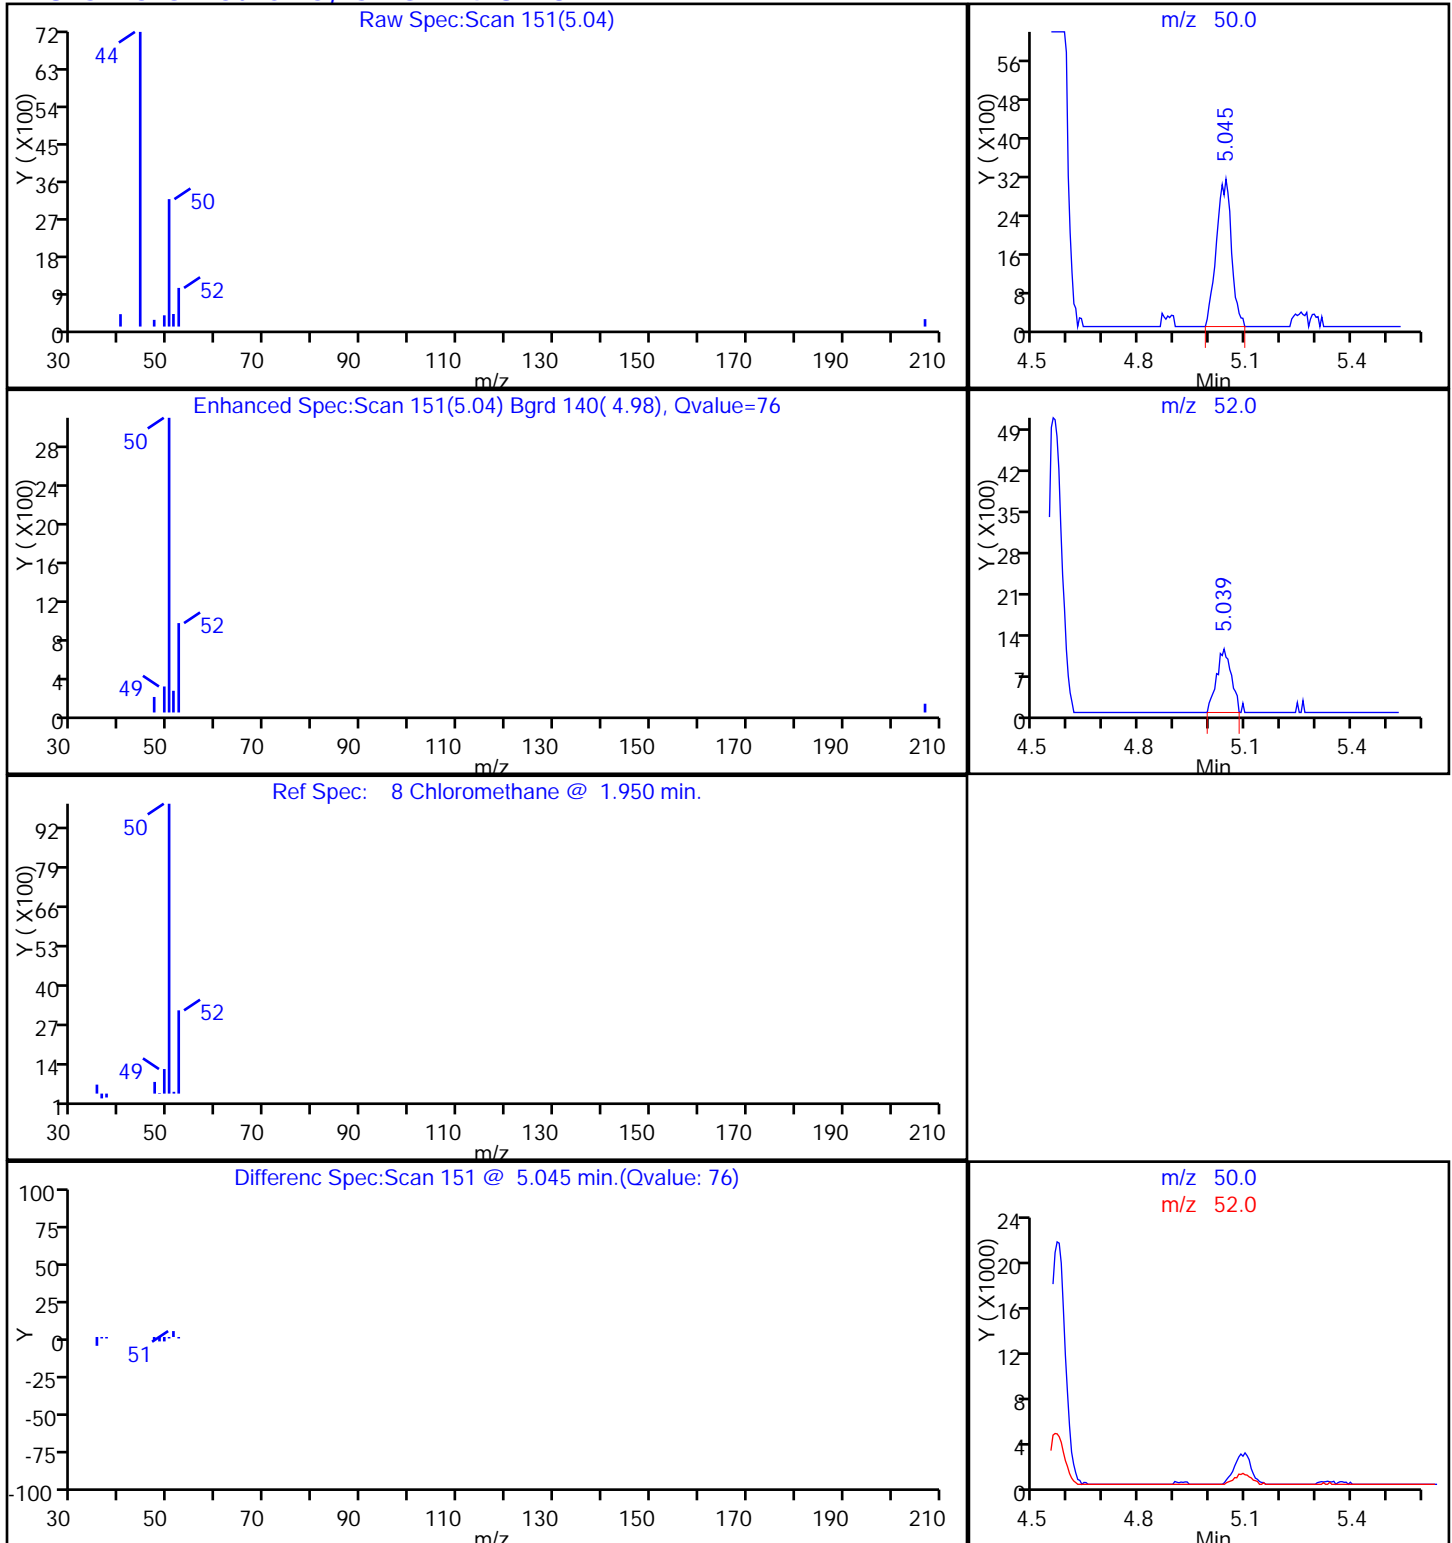 Raw Spec:Scan 151(5.04)
Y ( X100)
72
63
54
45
36
27
18
9
0
44
50
52
30 50 70 90 110 130 150 170 190 210
m/z
m/z 50.0
Y ( X100)
56
48
40
32
24
16
8
0
5.045
4.5 4.8 5.1 5.4
Min
Enhanced Spec:Scan 151(5.04) Bgrd 140( 4.98), Qvalue=76
Y ( X100)
28
24
20
16
12
8
4
0
50
52
49
30 50 70 90 110 130 150 170 190 210
m/z
m/z 52.0
Y ( X100)
49
42
35
28
21
14
7
0
5.039
4.5 4.8 5.1 5.4
Min
Ref Spec: 8 Chloromethane @ 1.950 min.
Y ( X100)
92
79
66
53
40
27
14
1
50
52
49
30 50 70 90 110 130 150 170 190 210
m/z
Differenc Spec:Scan 151 @ 5.045 min.(Qvalue: 76)
Y
100
75
50
25
0
-25
-50
-75
-100
51
30 50 70 90 110 130 150 170 190 210
m/z
m/z 50.0
m/z 52.0
Y ( X1000)
24
20
16
12
8
4
0
4.5 4.8 5.1 5.4
Min